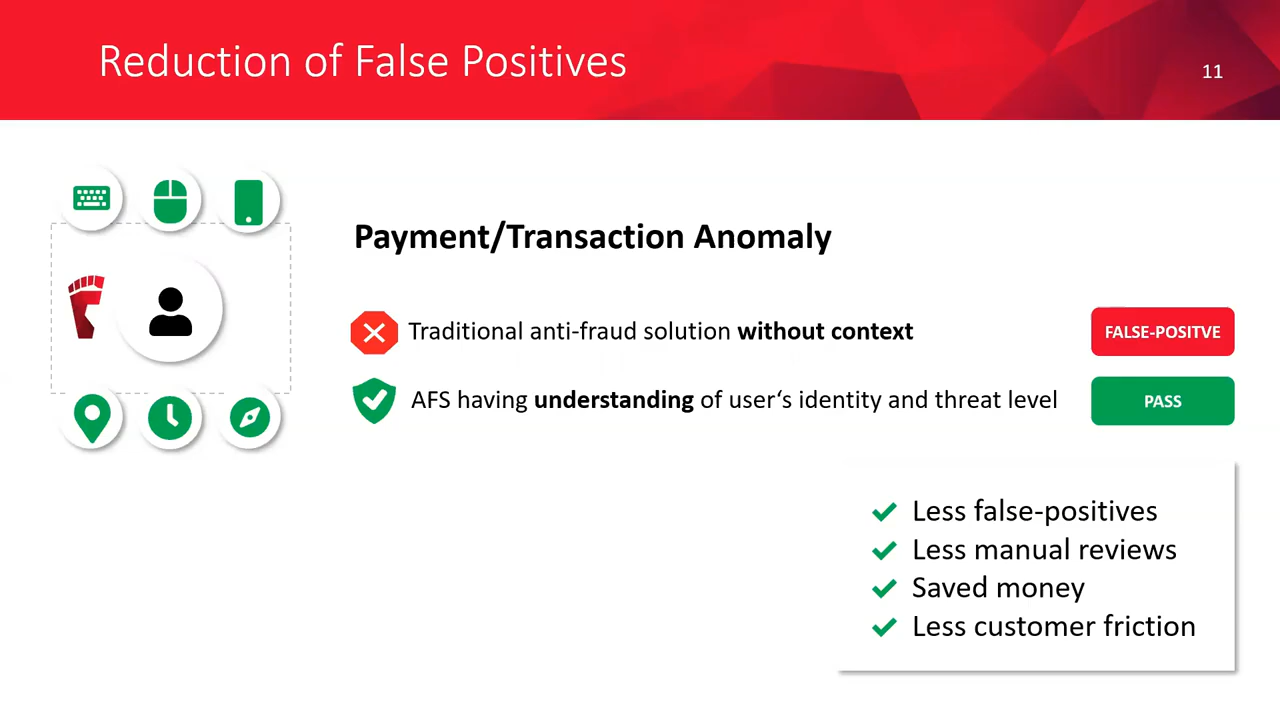 Reduction of False Positives
11
Payment/Transaction Anomaly
Traditional anti-fraud solution without context
FALSE-POSITVE
AFS having understanding of user‘s identity and threat level
PASS
Less false-positives
Less manual reviews
Saved money
Less customer friction